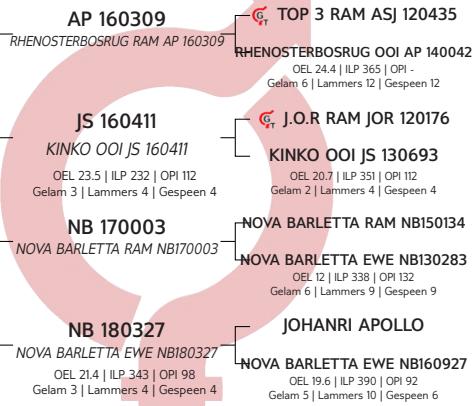 AP 160309
RHENOSTERBOSRUG RAM AP 160309
TOP 3 RAM ASJ 120435
RHENOSTERBOSRUG OOI AP 140042
OEL 24.4 | ILP 365 | OPI -
Gelam 6 | Lammers 12 | Gespeen 12
JS 160411
KINKO OOI JS 160411
OEL 23.5 | ILP 232 | OPI 112
Gelam 3 | Lammers 4 | Gespeen 4
J.O.R RAM JOR 120176
KINKO OOI JS 130693
OEL 20.7 | ILP 351 | OPI 112
Gelam 2 | Lammers 4 | Gespeen 4
NB 170003
NOVA BARLETTA RAM NB170003
NOVA BARLETTA RAM NB150134
NOVA BARLETTA EWE NB130283
OEL 12 | ILP 338 | OPI 132
Gelam 6 | Lammers 9 | Gespeen 9
NB 180327
NOVA BARLETTA EWE NB180327
OEL 21.4 | ILP 343 | OPI 98
Gelam 3 | Lammers 4 | Gespeen 4
JOHANRI APOLLO
NOVA BARLETTA EWE NB160927
OEL 19.6 | ILP 390 | OPI 92
Gelam 5 | Lammers 10 | Gespeen 6